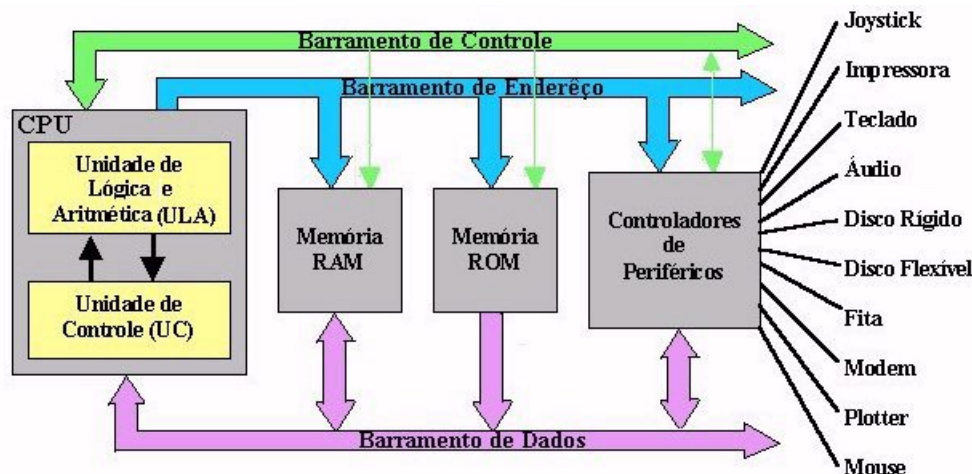 Barramento de Controle
Barramento de Enderêço
CPU
Unidade de
Lógica e
Aritmética (ULA)
Unidade de
Controle (UC)
Memória
RAM
Memória
ROM
Controladores
de
Periféricos
Joystick
Impressora
Teclado
Áudio
Disco Rígido
Disco Flexível
Fita
Modem
Plotter
Mouse
Barramento de Dados